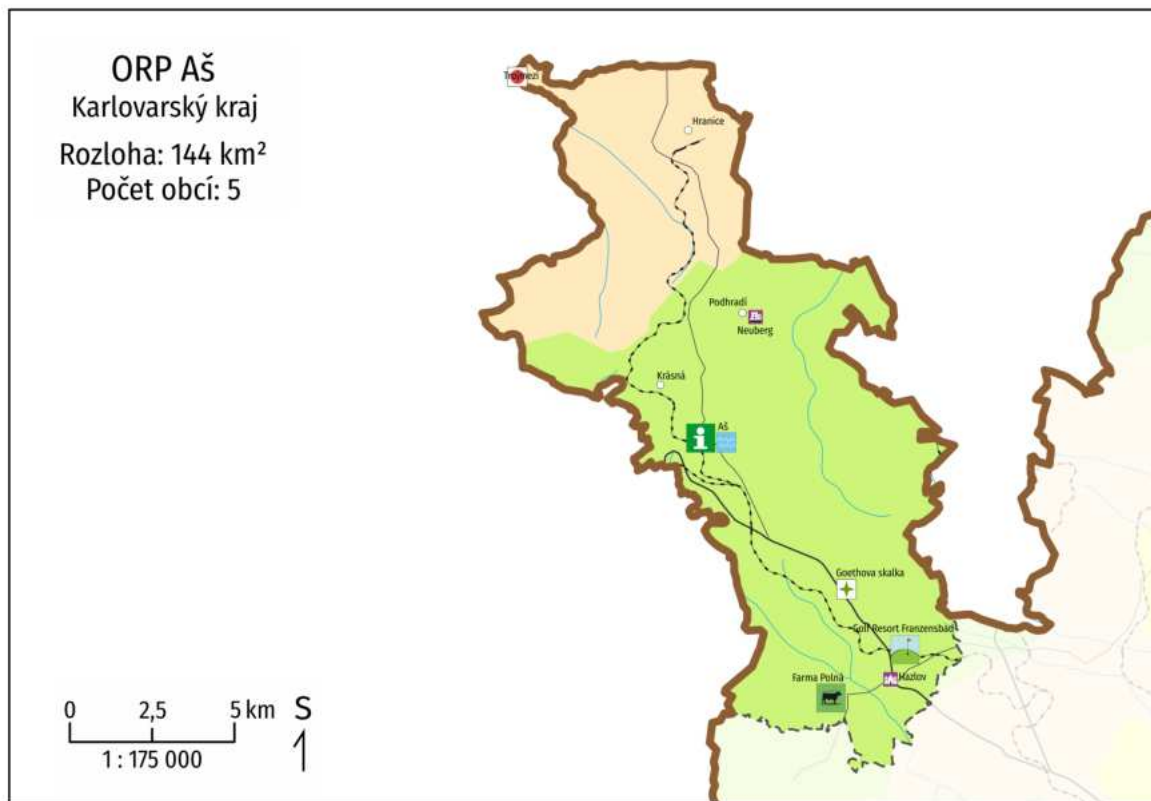 ORP Aš
Karlovarský kraj
Rozloha: 144 km²
Počet obcí: 5
Trojmezí
Hranice
Podhradí
Neuberg
Krásná
Aš
Goethova skalka
Golf Resort Franzensbad
Farma Polná
Hazlov
0 2,5 5 km
S
1 : 175 000